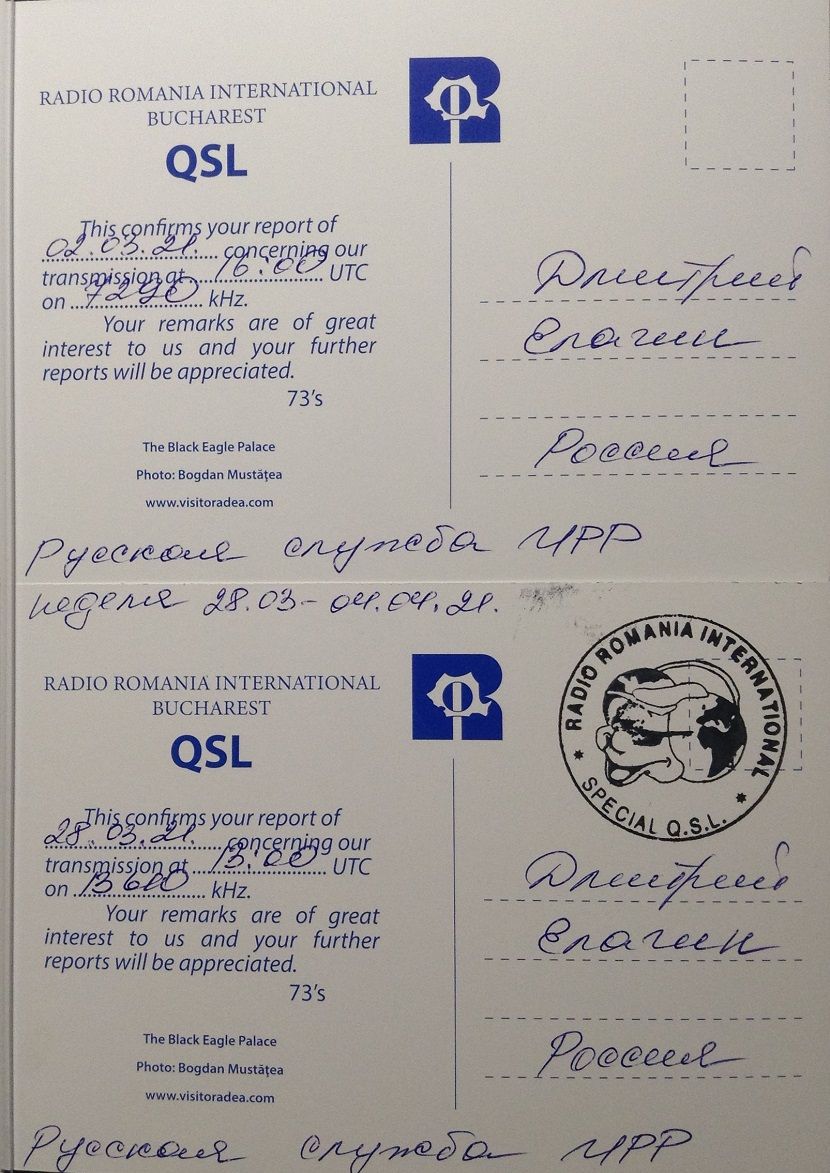 RADIO ROMANIA INTERNATIONAL
BUCHAREST
QSL
This confirms your report of
02.03.21. concerning our
transmission at 16:00 UTC
on 7290 kHz.
Your remarks are of great
interest to us and your further
reports will be appreciated.
73's
The Black Eagle Palace
Photo: Bogdan Mustăţea
www.visitoradea.com
Дмитрий
Елагин
Россия
Русская служба ИРР
неделя 28.03-04.04.21.
RADIO ROMANIA INTERNATIONAL
BUCHAREST
QSL
This confirms your report of
28.03.21. concerning our
transmission at 13:00 UTC
on 13610 kHz.
Your remarks are of great
interest to us and your further
reports will be appreciated.
73's
The Black Eagle Palace
Photo: Bogdan Mustăţea
www.visitoradea.com
RADIO ROMANIA INTERNATIONAL
* SPECIAL Q.S.L. *
Дмитрий
Елагин
Россия
Русская служба ИРР